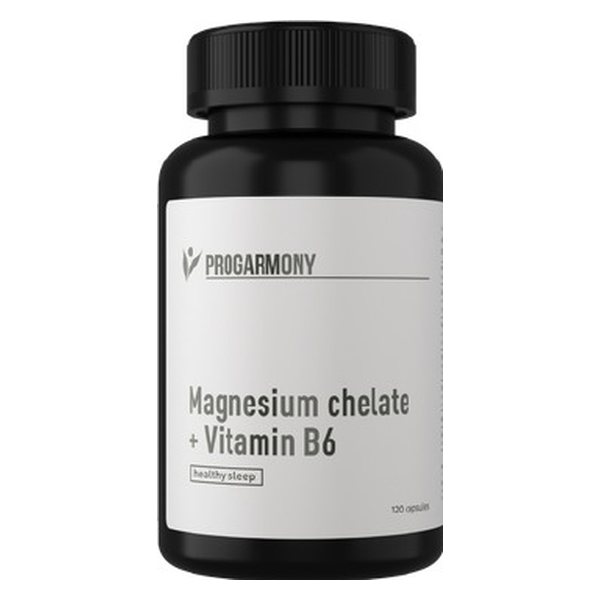 PROGARMONY
Magnesium chelate
+ Vitamin B6
healthy sleep
120 capsules